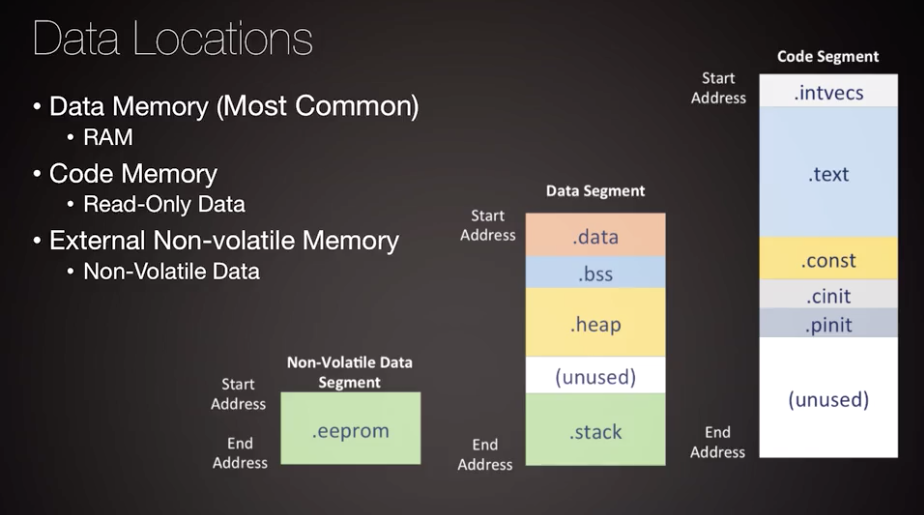 Data Locations
• Data Memory (Most Common)
• RAM
• Code Memory
• Read-Only Data
• External Non-volatile Memory
• Non-Volatile Data
Non-Volatile Data
Segment
Start
Address
.eeprom
End
Address
Data Segment
Start
Address
.data
.bss
.heap
(unused)
.stack
End
Address
Code Segment
Start
Address
.intvecs
.text
.const
.cinit
.pinit
(unused)
End
Address